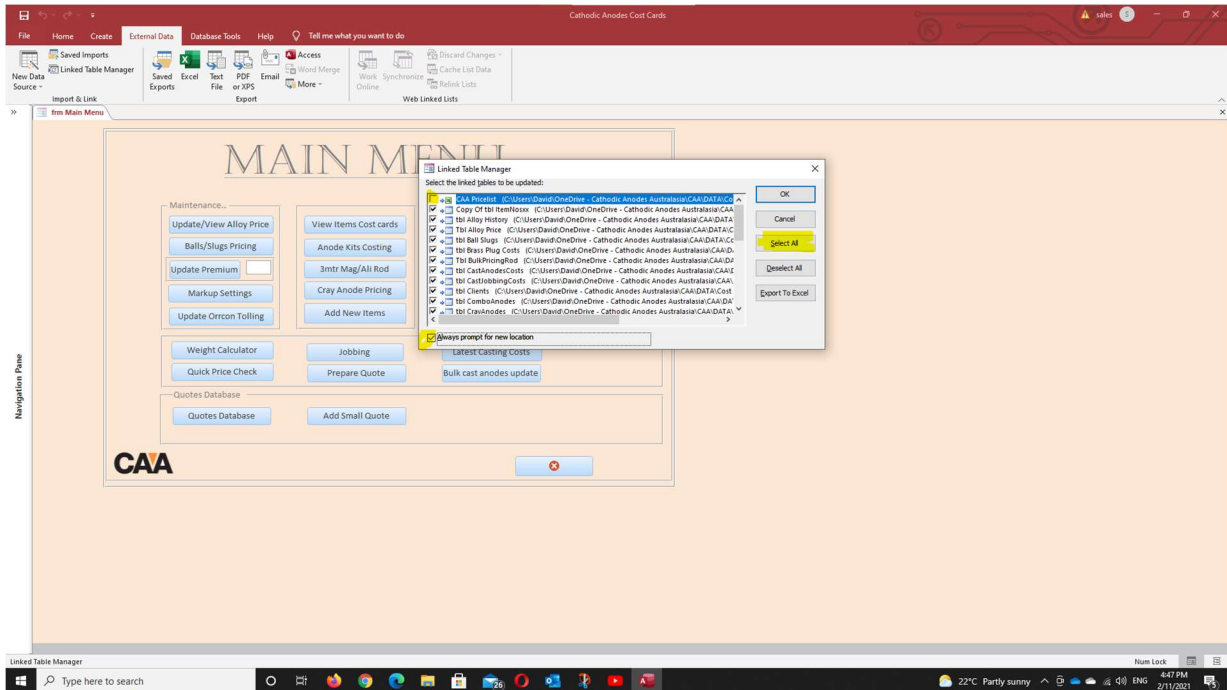 Cathodic Anodes Cost Cards
sales S
File Home Create External Data Database Tools Help Tell me what you want to do
New Data Source
Saved Imports
Linked Table Manager
Import & Link
Saved Exports
Excel
Text File
PDF or XPS
Email
Access
Word Merge
More
Export
Work Online
Synchronize
Discard Changes
Cache List Data
Relink Lists
Web Linked Lists
frm Main Menu
Navigation Pane
MAIN MENU
Maintenance..
Update/View Alloy Price
Balls/Slugs Pricing
Update Premium
Markup Settings
Update Orrcon Tolling
View Items Cost cards
Anode Kits Costing
3mtr Mag/Ali Rod
Cray Anode Pricing
Add New Items
Weight Calculator
Jobbing
Latest Casting Costs
Quick Price Check
Prepare Quote
Bulk cast anodes update
Quotes Database
Quotes Database
Add Small Quote
CAA
Linked Table Manager
Select the linked tables to be updated:
CAA Pricelist (C:\Users\David\OneDrive - Cathodic Anodes Australasia\CAA\DATA\Co
Copy Of tbl ItemNosxx (C:\Users\David\OneDrive - Cathodic Anodes Australasia\CAA
tbl Alloy History (C:\Users\David\OneDrive - Cathodic Anodes Australasia\CAA\DAT
Tbl Alloy Price (C:\Users\David\OneDrive - Cathodic Anodes Australasia\CAA\DATA\C
tbl Ball Slugs (C:\Users\David\OneDrive - Cathodic Anodes Australasia\CAA\DATA\Cc
tbl Brass Plug Costs (C:\Users\David\OneDrive - Cathodic Anodes Australasia\CAA\D
Tbl BulkPricingRod (C:\Users\David\OneDrive - Cathodic Anodes Australasia\CAA\DA
tbl CastAnodesCosts (C:\Users\David\OneDrive - Cathodic Anodes Australasia\CAA\D
tbl CastJobbingCosts (C:\Users\David\OneDrive - Cathodic Anodes Australasia\CAA\
tbl Clients (C:\Users\David\OneDrive - Cathodic Anodes Australasia\CAA\DATA\Cost
tbl ComboAnodes (C:\Users\David\OneDrive - Cathodic Anodes Australasia\CAA\DA
tbl CrayAnodes (C:\Users\David\OneDrive - Cathodic Anodes Australasia\CAA\DATA\
Always prompt for new location
OK
Cancel
Select All
Deselect All
Export To Excel
Linked Table Manager
Num Lock
Type here to search
26
22°C Partly sunny
ENG
4:47 PM
2/11/2021
5